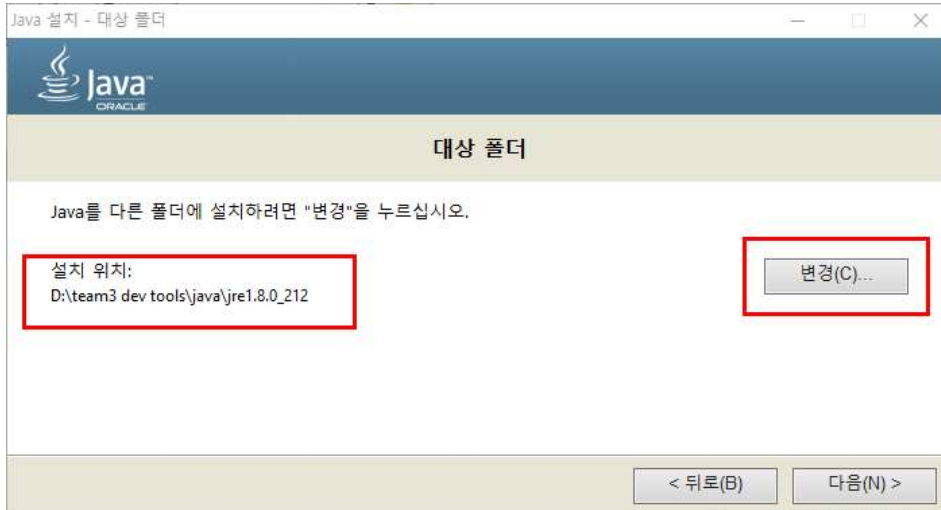 Java 설치 - 대상 폴더
Java
ORACLE
대상 폴더
Java를 다른 폴더에 설치하려면 "변경"을 누르십시오.
설치 위치:
변경(C)...
D:\team3 dev tools\java\jre1.8.0_212
< 뒤로(B)
다음(N) >